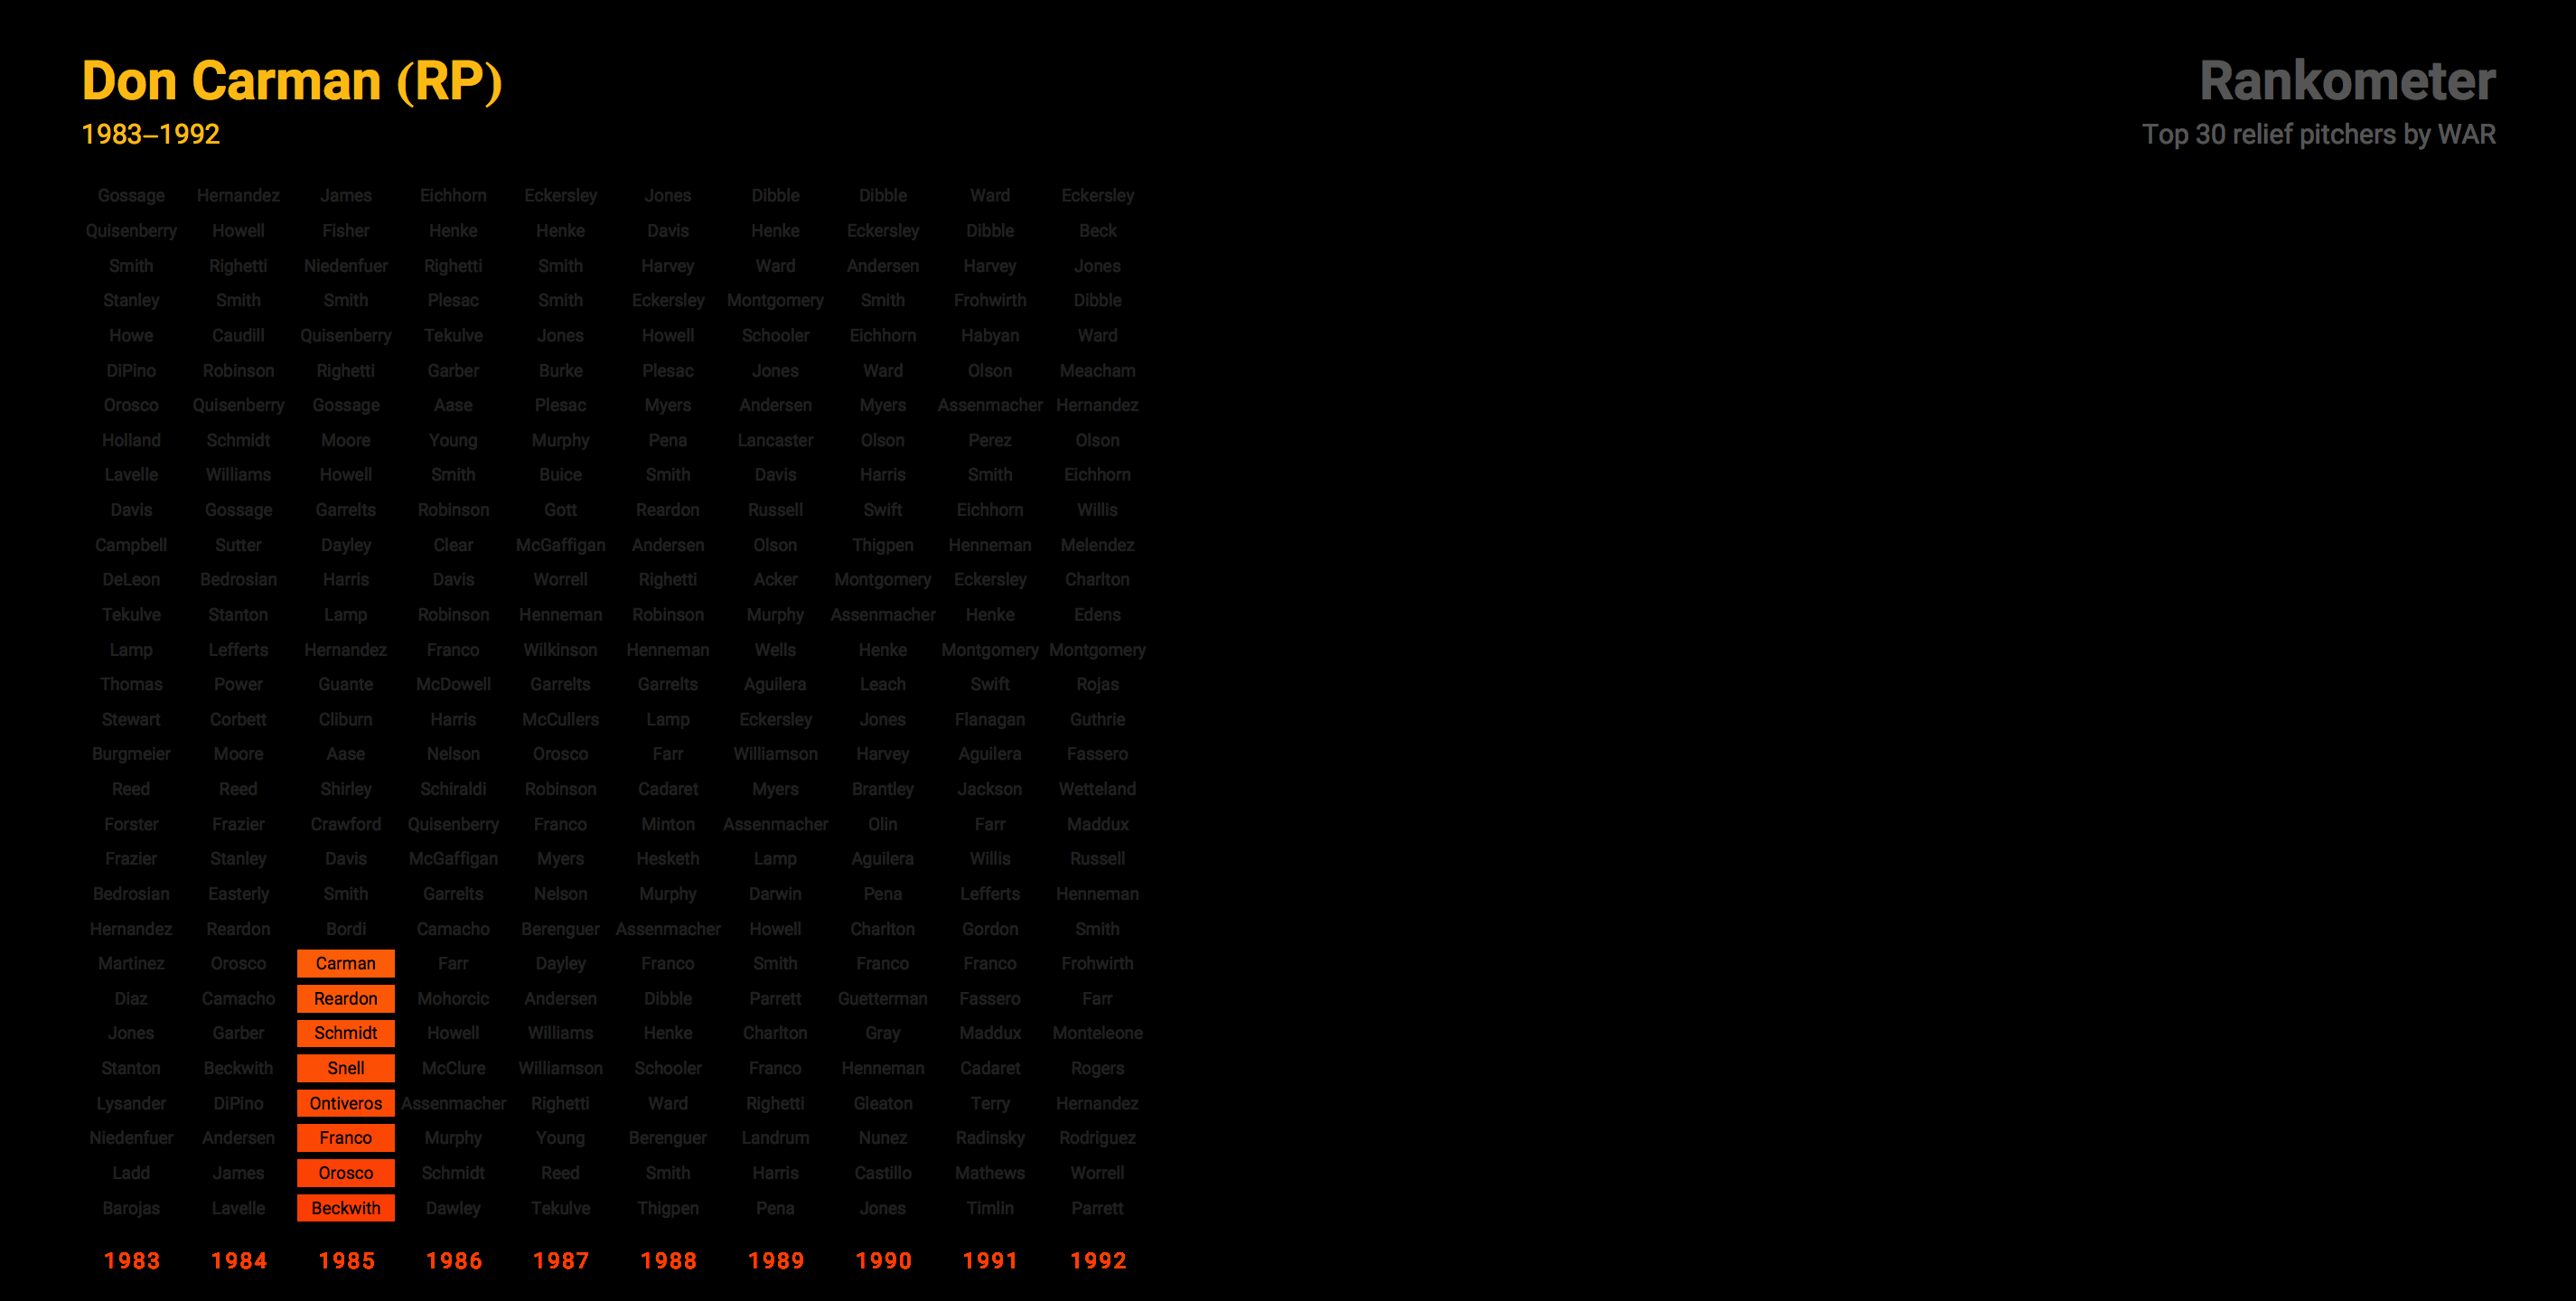 Don Carman (RP)
1983–1992
Rankometer
Top 30 relief pitchers by WAR
Gossage Hernandez James Eichhorn Eckersley Jones Dibble Dibble Ward Eckersley
Quisenberry Howell Fisher Henke Henke Davis Henke Eckersley Dibble Beck
Smith Righetti Niedenfuer Righetti Smith Harvey Ward Andersen Harvey Jones
Stanley Smith Smith Plesac Smith Eckersley Montgomery Smith Frohwirth Dibble
Howe Caudill Quisenberry Tekulve Jones Howell Schooler Eichhorn Habyan Ward
DiPino Robinson Righetti Garber Burke Plesac Jones Ward Olson Meacham
Orosco Quisenberry Gossage Aase Plesac Myers Andersen Myers Assenmacher Hernandez
Holland Schmidt Moore Young Murphy Pena Lancaster Olson Perez Olson
Lavelle Williams Howell Smith Buice Smith Davis Harris Smith Eichhorn
Davis Gossage Garrelts Robinson Gott Reardon Russell Swift Eichhorn Willis
Campbell Sutter Dayley Clear McGaffigan Andersen Olson Thigpen Henneman Melendez
DeLeon Bedrosian Harris Davis Worrell Righetti Acker Montgomery Eckersley Charlton
Tekulve Stanton Lamp Robinson Henneman Robinson Murphy Assenmacher Henke Edens
Lamp Lefferts Hernandez Franco Wilkinson Henneman Wells Henke Montgomery Montgomery
Thomas Power Guante McDowell Garrelts Garrelts Aguilera Leach Swift Rojas
Stewart Corbett Cliburn Harris McCullers Lamp Eckersley Jones Flanagan Guthrie
Burgmeier Moore Aase Nelson Orosco Farr Williamson Harvey Aguilera Fassero
Reed Reed Shirley Schiraldi Robinson Cadaret Myers Brantley Jackson Wetteland
Forster Frazier Crawford Quisenberry Franco Minton Assenmacher Olin Farr Maddux
Frazier Stanley Davis McGaffigan Myers Hesketh Lamp Aguilera Willis Russell
Bedrosian Easterly Smith Garrelts Nelson Murphy Darwin Pena Lefferts Henneman
Hernandez Reardon Bordi Camacho Berenguer Assenmacher Howell Charlton Gordon Smith
Martinez Orosco Carman Farr Dayley Franco Smith Franco Franco Frohwirth
Diaz Camacho Reardon Mohorcic Andersen Dibble Parrett Guetterman Fassero Farr
Jones Garber Schmidt Howell Williams Henke Charlton Gray Maddux Monteleone
Stanton Beckwith Snell McClure Williamson Schooler Franco Henneman Cadaret Rogers
Lysander DiPino Ontiveros Assenmacher Righetti Ward Righetti Gleaton Terry Hernandez
Niedenfuer Andersen Franco Murphy Young Berenguer Landrum Nunez Radinsky Rodriguez
Ladd James Orosco Schmidt Reed Smith Harris Castillo Mathews Worrell
Barojas Lavelle Beckwith Dawley Tekulve Thigpen Pena Jones Timlin Parrett
1983 1984 1985 1986 1987 1988 1989 1990 1991 1992